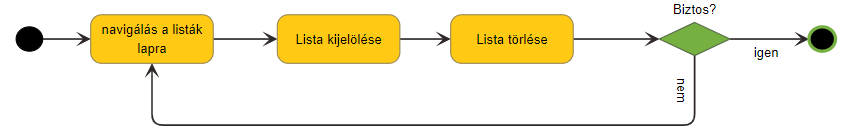 navigálás a listák
lapra
Lista kijelölése
Lista törlése
Biztos?
igen
nem